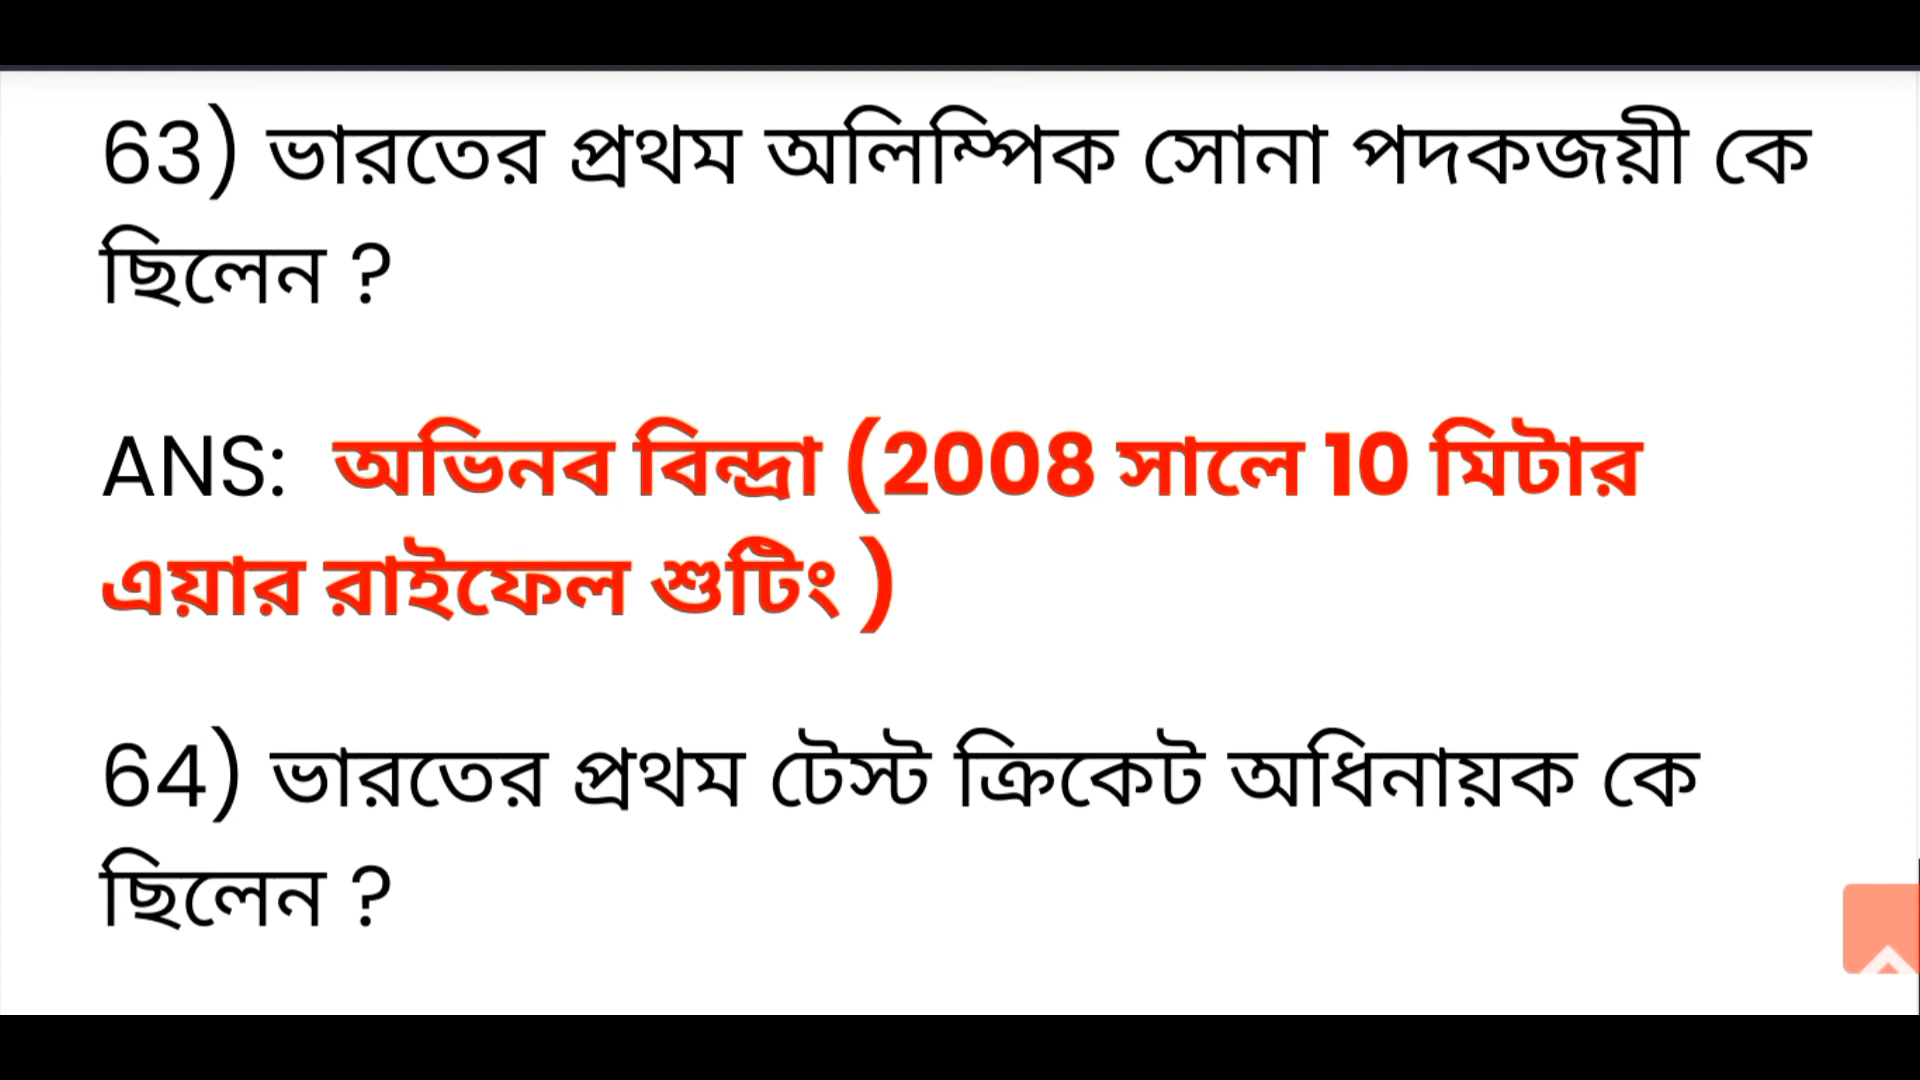 63) ভারতের প্রথম অলিম্পিক সোনা পদকজয়ী কে
ছিলেন ?
ANS: অভিনব বিন্দ্রা (2008 সালে 10 মিটার
এয়ার রাইফেল শুটিং )
64) ভারতের প্রথম টেস্ট ক্রিকেট অধিনায়ক কে
ছিলেন ?